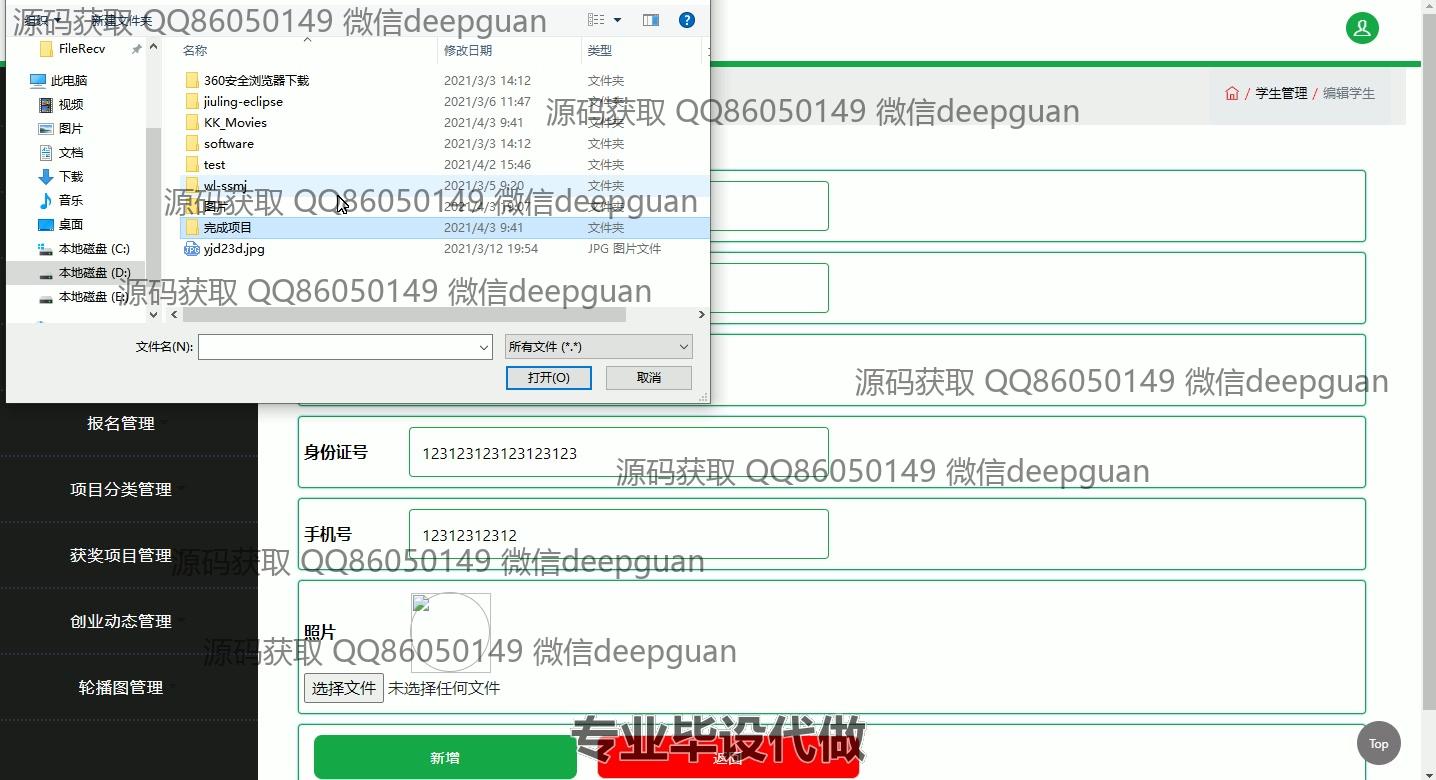 组织 新建文件夹
源码获取 QQ86050149 微信deepguan
FileRecv
此电脑
视频
图片
文档
下载
音乐
桌面
本地磁盘 (C:)
本地磁盘 (D:)
本地磁盘 (E:)
名称 修改日期 类型
360安全浏览器下载 2021/3/3 14:12 文件夹
jiuling-eclipse 2021/3/6 11:47 文件夹
KK_Movies 2021/4/3 9:41 文件夹
software 2021/3/3 14:12 文件夹
test 2021/4/2 15:46 文件夹
wl-ssmj 2021/3/5 9:20 文件夹
图片 2021/4/3 19:07 文件夹
完成项目 2021/4/3 9:41 文件夹
yjd23d.jpg 2021/3/12 19:54 JPG 图片文件
文件名(N): 所有文件 (*.*)
打开(O) 取消
/ 学生管理 / 编辑学生
源码获取 QQ86050149 微信deepguan
源码获取 QQ86050149 微信deepguan
源码获取 QQ86050149 微信deepguan
源码获取 QQ86050149 微信deepguan
报名管理
项目分类管理
获奖项目管理
创业动态管理
轮播图管理
身份证号 123123123123123123
源码获取 QQ86050149 微信deepguan
手机号 12312312312
源码获取 QQ86050149 微信deepguan
照片
源码获取 QQ86050149 微信deepguan
选择文件 未选择任何文件
专业毕设代做
新增 返回
Top